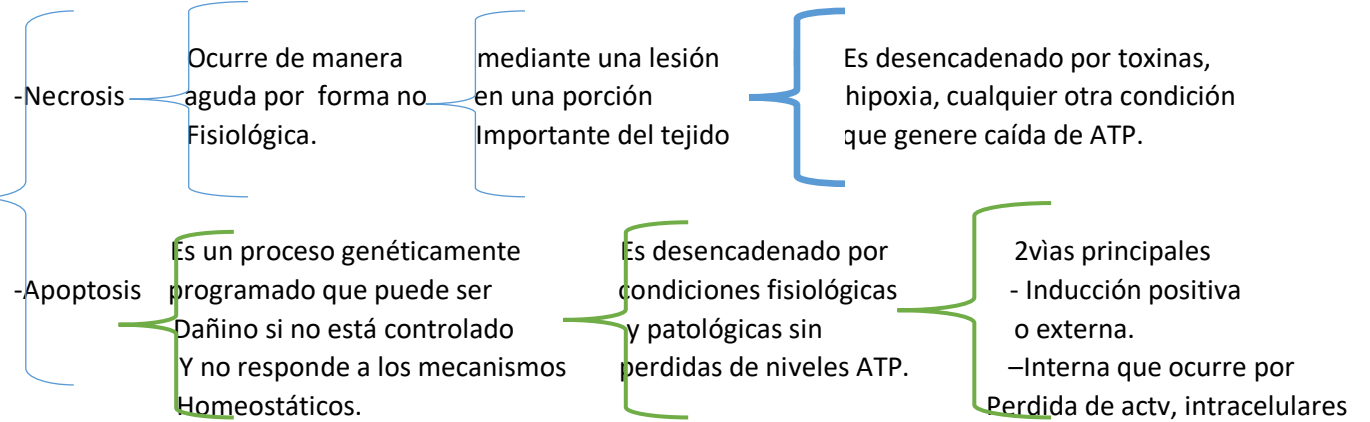 -Necrosis
Ocurre de manera
aguda por forma no
Fisiológica.
mediante una lesión
en una porción
Importante del tejido
Es desencadenado por toxinas,
hipoxia, cualquier otra condición
que genere caída de ATP.
-Apoptosis
Es un proceso genéticamente
programado que puede ser
Dañino si no está controlado
Y no responde a los mecanismos
Homeostáticos.
Es desencadenado por
condiciones fisiológicas
y patológicas sin
perdidas de niveles ATP.
2vìas principales
- Inducción positiva
o externa.
–Interna que ocurre por
Perdida de actv, intracelulares